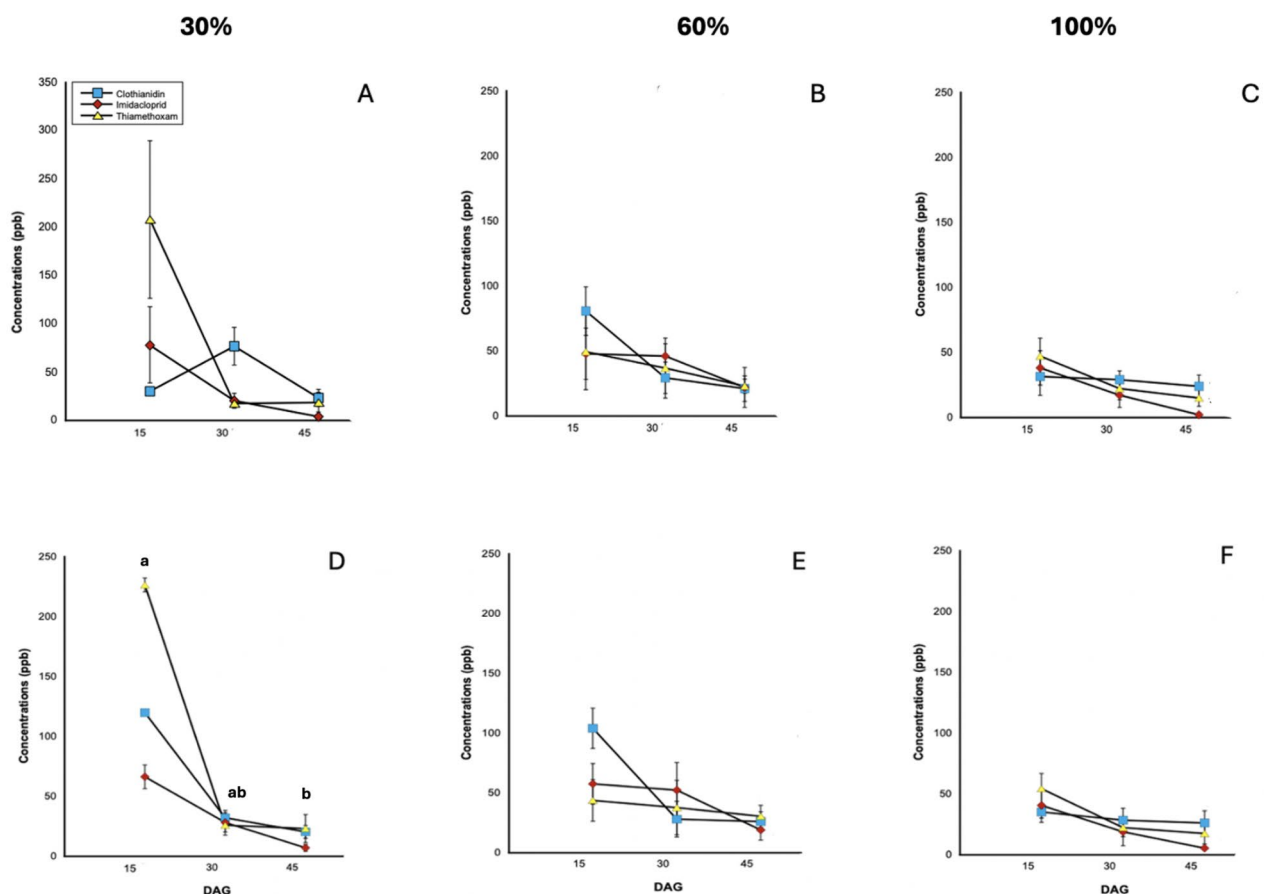 30%
60%
100%
A
Clothianidin
Imidacloprid
Thiamethoxam
Concentrations (ppb)
350
300
250
200
150
100
50
0
15
30
45
B
Concentrations (ppb)
250
200
150
100
50
0
15
30
45
C
Concentrations (ppb)
250
200
150
100
50
0
15
30
45
D
Concentrations (ppb)
250
200
150
100
50
0
a
ab
b
15
30
45
DAG
E
Concentrations (ppb)
250
200
150
100
50
0
15
30
45
DAG
F
Concentrations (ppb)
250
200
150
100
50
0
15
30
45
DAG